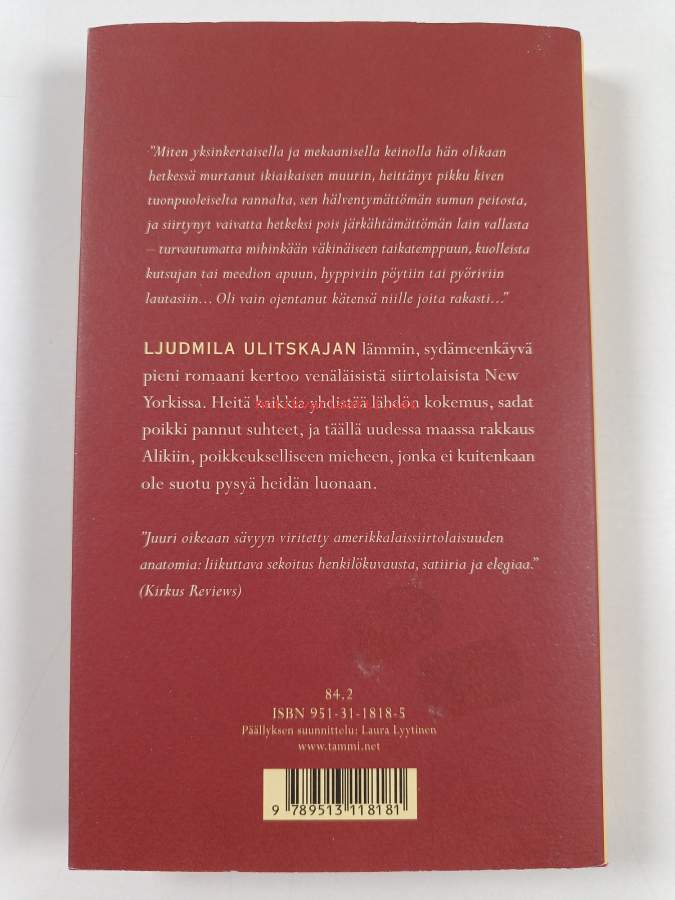 "Miten yksinkertaisella ja mekaanisella keinolla hän olikaan
hetkessä murtanut ikiaikaisen muurin, heittänyt pikku kiven
tuonpuoleiselta rannalta, sen hälventymättömän sumun peitosta,
ja siirtynyt vaivatta hetkeksi pois järkähtämättömän lain vallasta
– turvautumatta mihinkään väkinäiseen taikatemppuun, kuolleista
kutsujan tai meedion apuun, hyppiviin pöytiin tai pyöriviin
lautasiin... Oli vain ojentanut kätensä niille joita rakasti..."
LJUDMILA ULITSKAJAN lämmin, sydämeenkäyvä
pieni romaani kertoo venäläisistä siirtolaisista New
Yorkissa. Heitä kaikkia yhdistää lähdön kokemus, sadat
poikki pannut suhteet, ja täällä uudessa maassa rakkaus
Alikiin, poikkeukselliseen mieheen, jonka ei kuitenkaan
ole suotu pysyä heidän luonaan.
"Juuri oikeaan sävyyn viritetty amerikkalaissiirtolaisuuden
anatomia: liikuttava sekoitus henkilökuvausta, satiiria ja elegiaa."
(Kirkus Reviews)
84.2
ISBN 951-31-1818-5
Päällyksen suunnittelu: Laura Lyytinen
www.tammi.net
9 789513 118181